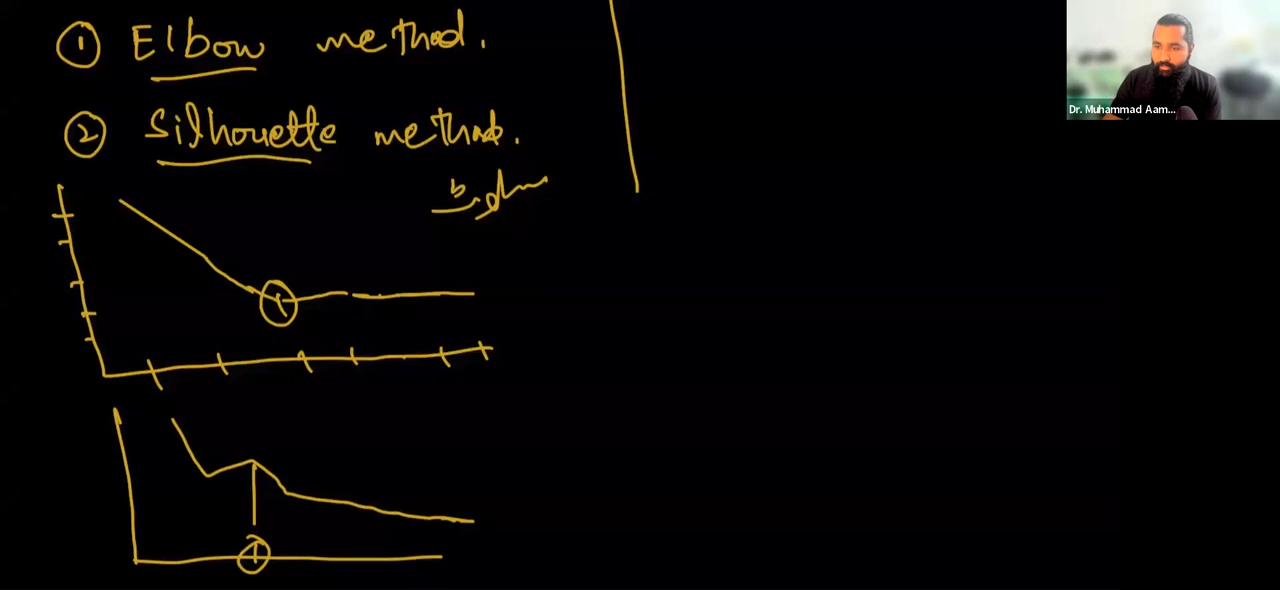 ① Elbow method.
② Silhouette method.
Dr. Muhammad Aam...